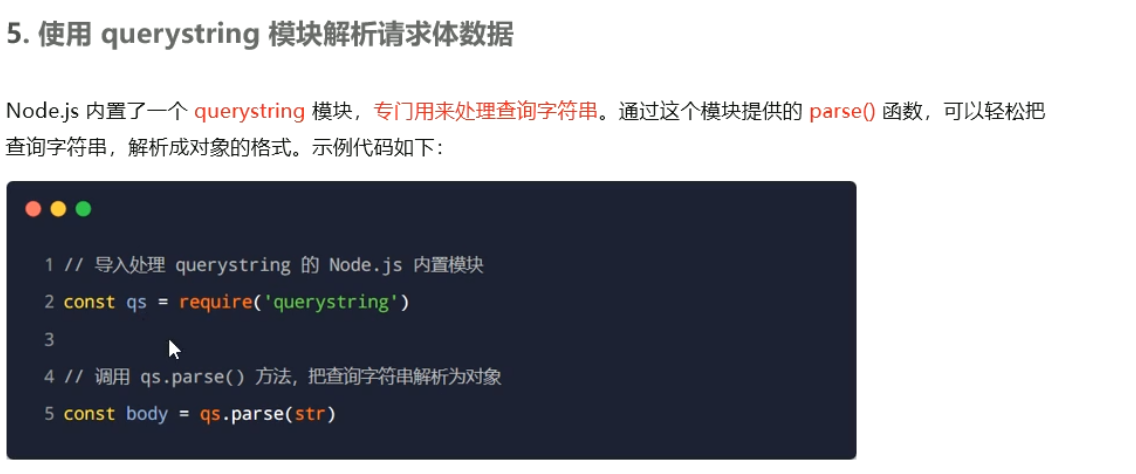 5. 使用 querystring 模块解析请求体数据
Node.js 内置了一个 querystring 模块，专门用来处理查询字符串。通过这个模块提供的 parse() 函数，可以轻松把
查询字符串，解析成对象的格式。示例代码如下：
1 // 导入处理 querystring 的 Node.js 内置模块
2 const qs = require('querystring')
3
4 // 调用 qs.parse() 方法，把查询字符串解析为对象
5 const body = qs.parse(str)